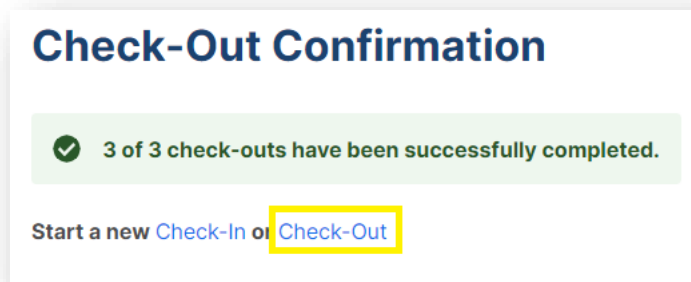 Check-Out Confirmation
3 of 3 check-outs have been successfully completed.
Start a new Check-In or Check-Out